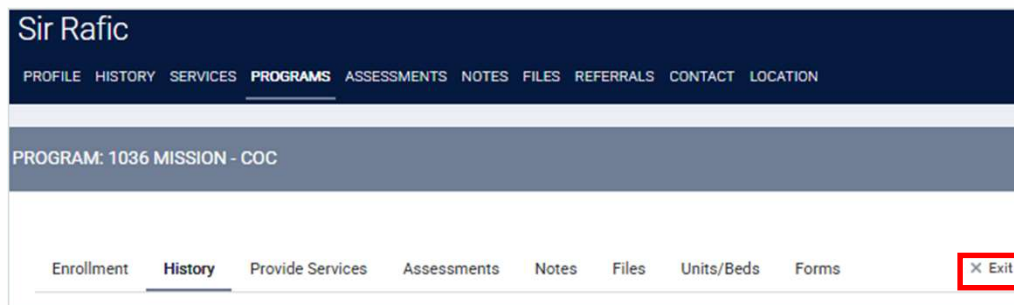 Sir Rafic
PROFILE HISTORY SERVICES PROGRAMS ASSESSMENTS NOTES FILES REFERRALS CONTACT LOCATION
PROGRAM: 1036 MISSION - COC
Enrollment History Provide Services Assessments Notes Files Units/Beds Forms × Exit